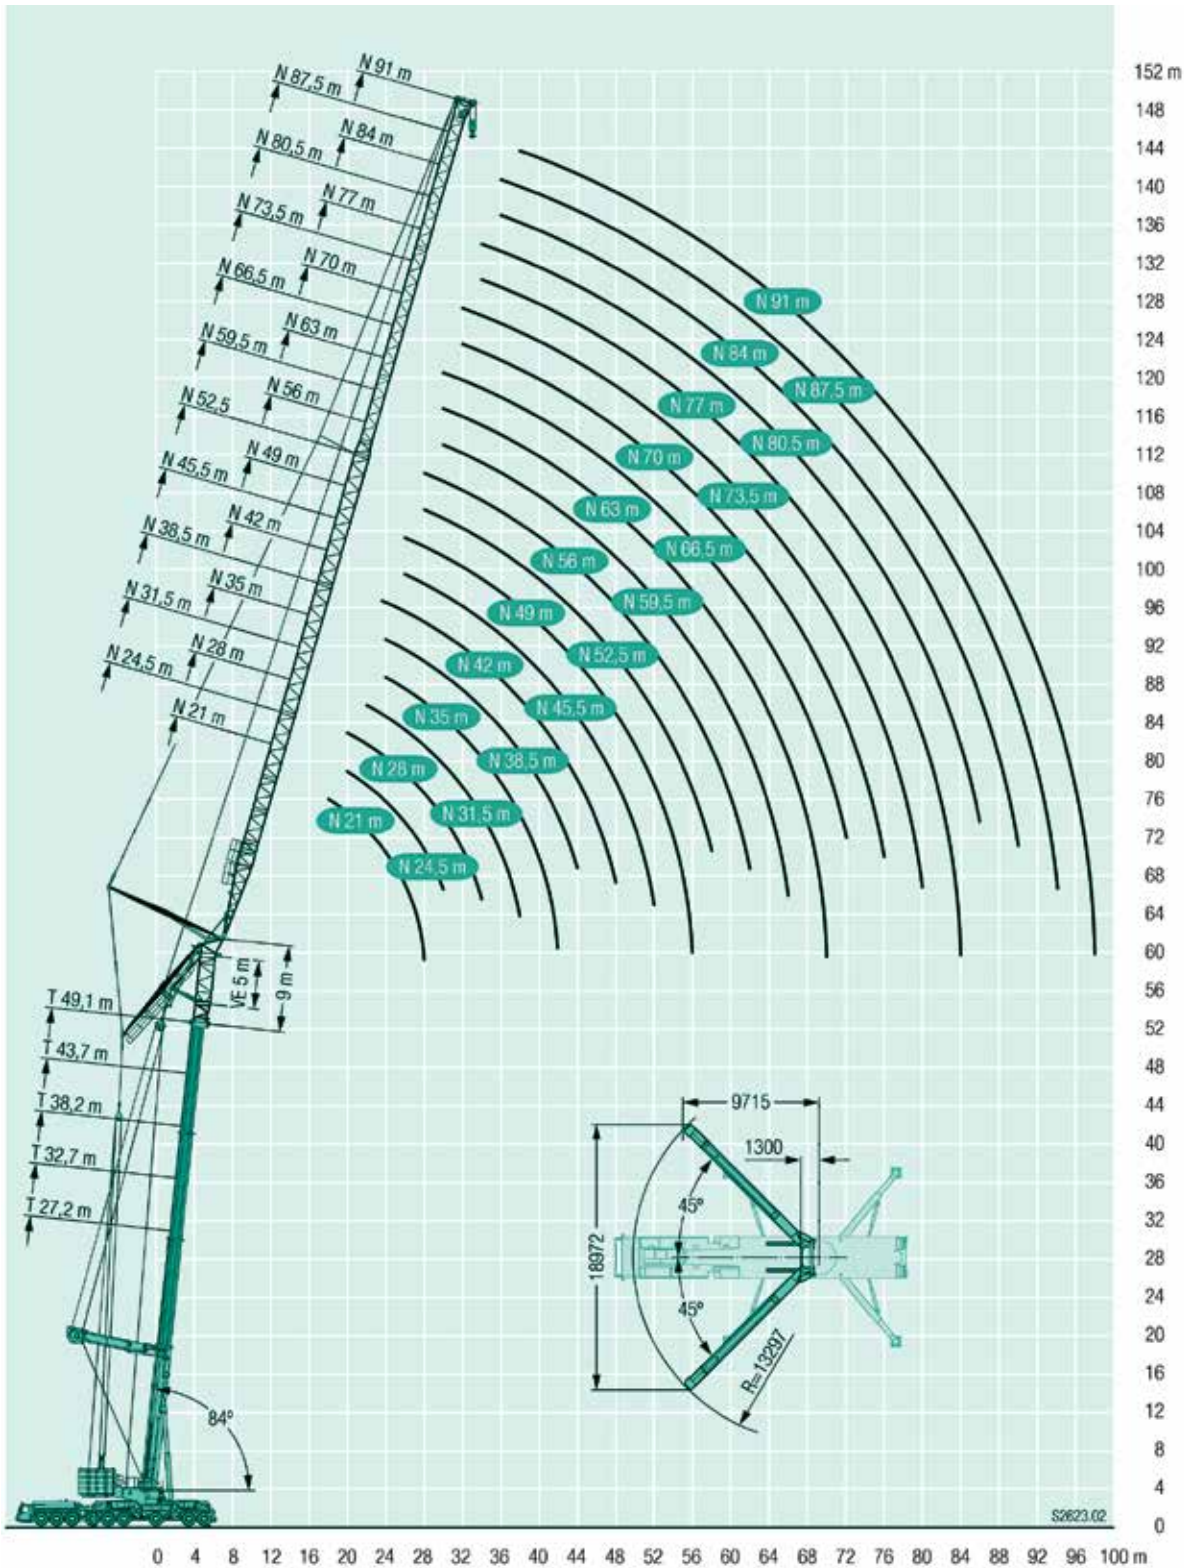 N 91 m
N 87,5 m
N 84 m
N 80,5 m
N 77 m
N 73,5 m
N 70 m
N 66,5 m
N 63 m
N 59,5 m
N 56 m
N 52,5
N 49 m
N 45,5 m
N 42 m
N 38,5 m
N 35 m
N 31,5 m
N 28 m
N 24,5 m
N 21 m
N 91 m
N 84 m
N 87,5 m
N 77 m
N 80,5 m
N 70 m
N 73,5 m
N 63 m
N 66,5 m
N 56 m
N 59,5 m
N 49 m
N 52,5 m
N 42 m
N 45,5 m
N 35 m
N 38,5 m
N 28 m
N 31,5 m
N 21 m
N 24,5 m
VE 5 m
9 m
T 49,1 m
T 43,7 m
T 38,2 m
T 32,7 m
T 27,2 m
84°
9715
1300
45°
18972
45°
R=13297
152 m
148
144
140
136
132
128
124
120
116
112
108
104
100
96
92
88
84
80
76
72
68
64
60
56
52
48
44
40
36
32
28
24
20
16
12
8
4
0
S2623.02
0 4 8 12 16 20 24 28 32 36 40 44 48 52 56 60 64 68 72 76 80 84 88 92 96 100 m